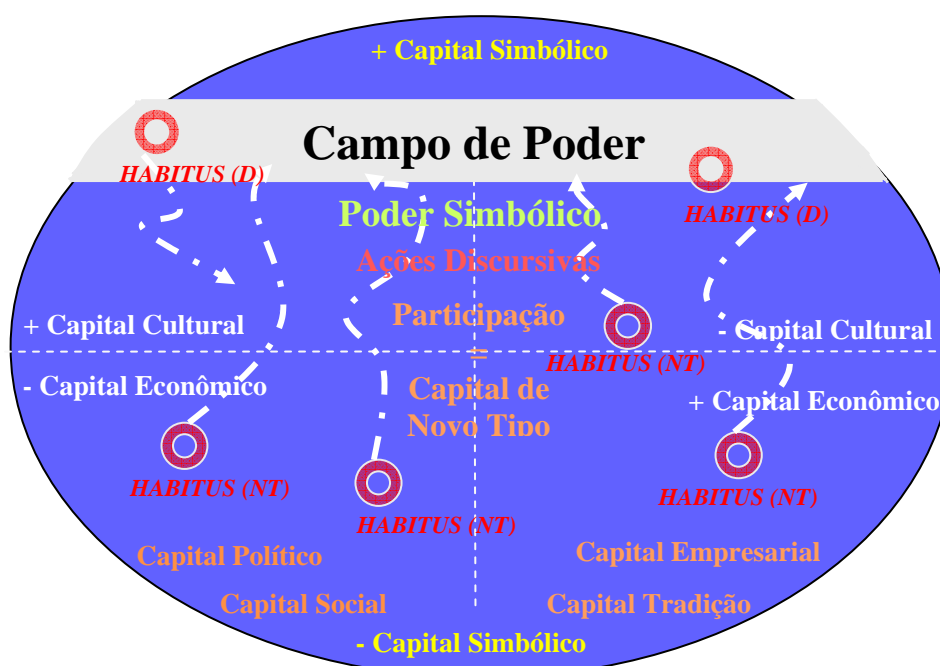 + Capital Simbólico
Campo de Poder
HABITUS (D)
HABITUS (D)
Poder Simbólico
Ações Discursivas
Participação
+ Capital Cultural
- Capital Cultural
=
HABITUS (NT)
- Capital Econômico
Capital de
Novo Tipo
+ Capital Econômico
HABITUS (NT)
HABITUS (NT)
HABITUS (NT)
Capital Político
Capital Empresarial
Capital Social
Capital Tradição
- Capital Simbólico